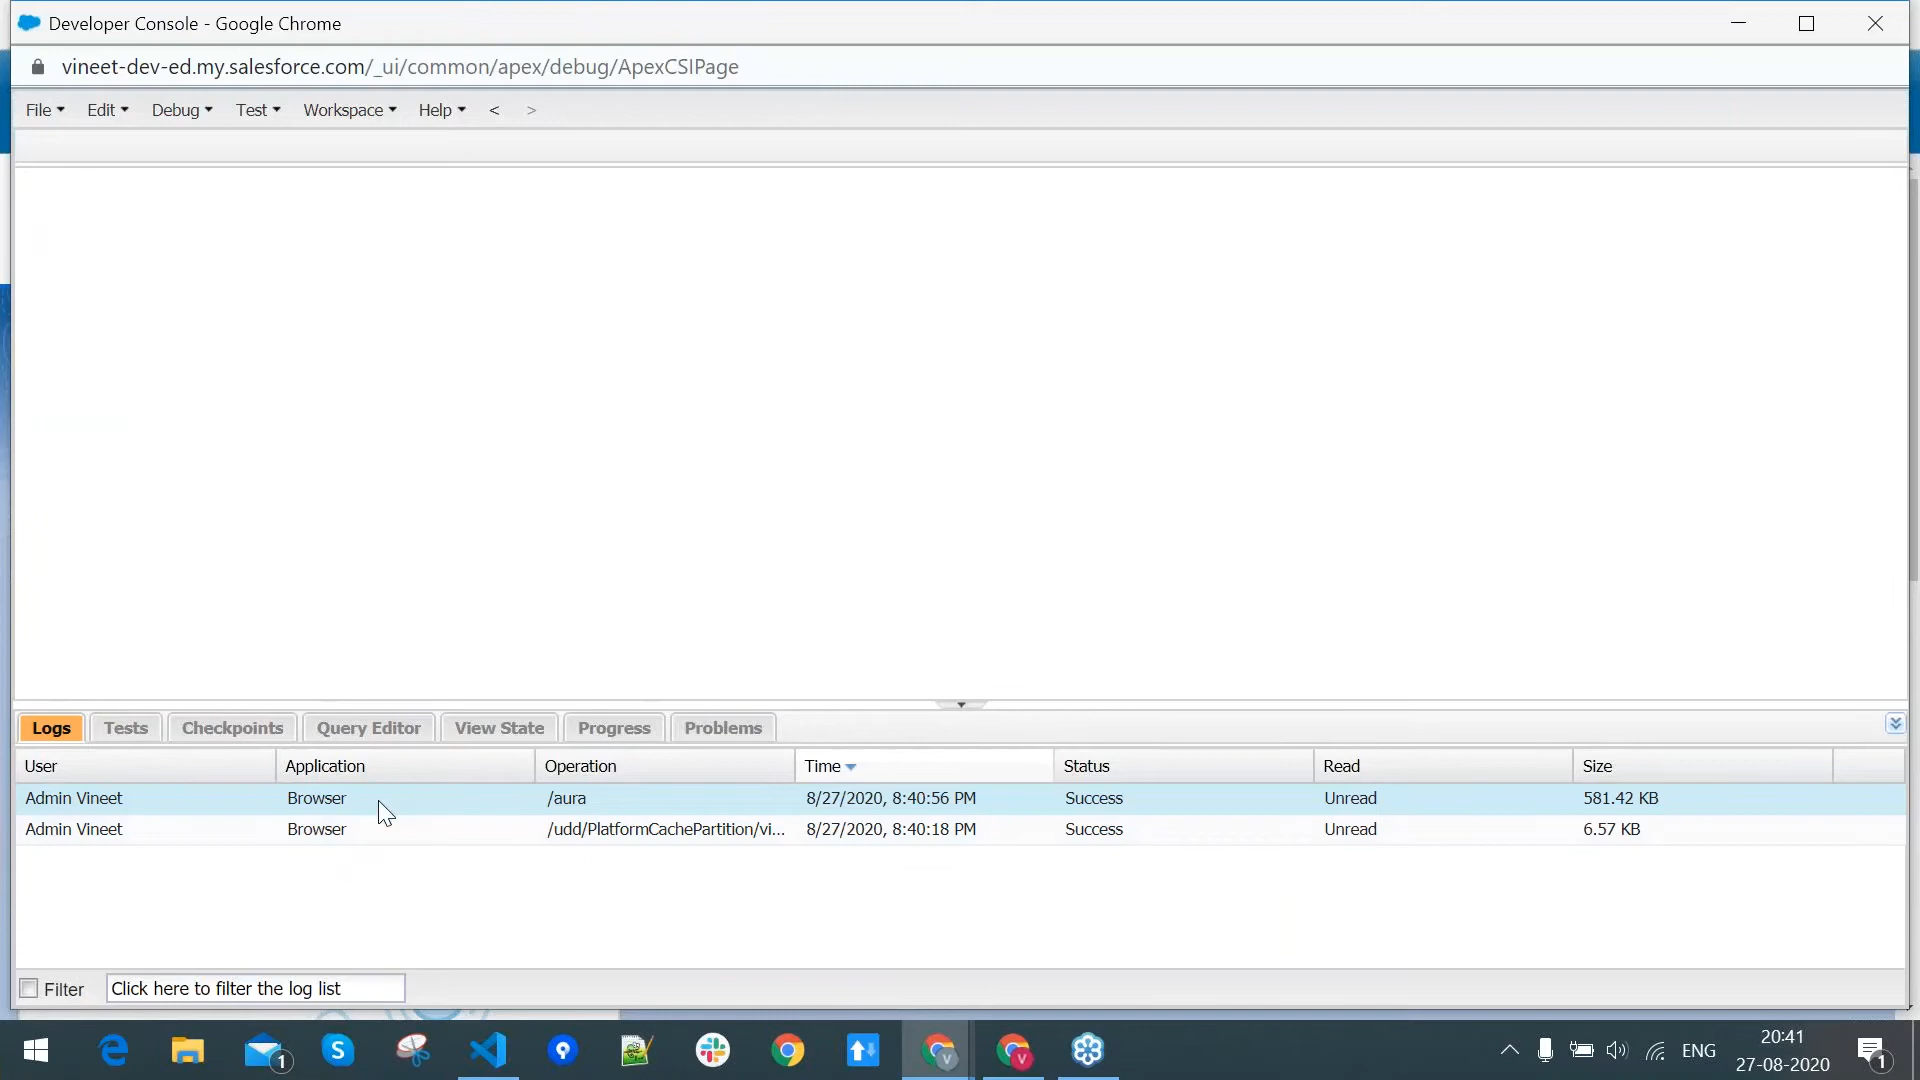 Developer Console - Google Chrome
vineet-dev-ed.my.salesforce.com/_ui/common/apex/debug/ApexCSIPage
File Edit Debug Test Workspace Help < >
Logs Tests Checkpoints Query Editor View State Progress Problems
User Application Operation Time Status Read Size
Admin Vineet Browser /aura 8/27/2020, 8:40:56 PM Success Unread 581.42 KB
Admin Vineet Browser /udd/PlatformCachePartition/vi... 8/27/2020, 8:40:18 PM Success Unread 6.57 KB
Filter Click here to filter the log list
1 S V V ENG 20:41 1
27-08-2020